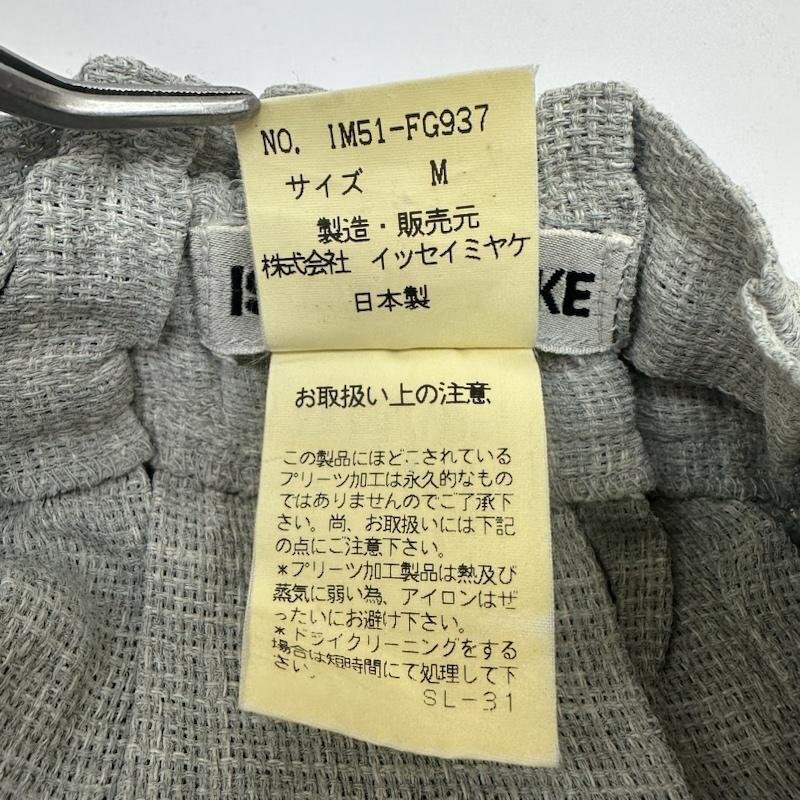 NO. IM51-FG937
サイズ M
製造・販売元
株式会社 イッセイミヤケ
日本製
IS KE
お取扱い上の注意
この製品にほどこされている
プリーツ加工は永久的なもの
ではありませんのでご了承下
さい。尚、お取扱いには下記
の点にご注意下さい。
*プリーツ加工製品は熱及び
蒸気に弱い為、アイロンはぜ
ったいにお避け下さい。
*ドライクリーニングをする
場合は短時間にて処理して下
さい。
SL-31